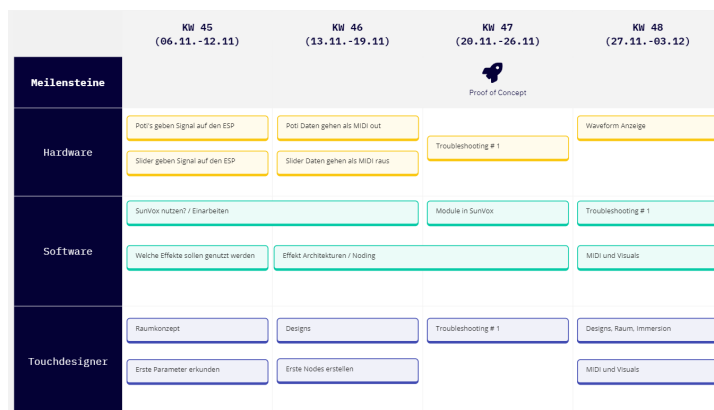 KW 45 KW 46 KW 47 KW 48
(06.11.-12.11) (13.11.-19.11) (20.11.-26.11) (27.11.-03.12)
Meilensteine
Proof of Concept
Hardware
Poti's geben Signal auf den ESP
Poti Daten gehen als MIDI out
Troubleshooting # 1
Waveform Anzeige
Slider geben Signal auf den ESP
Slider Daten gehen als MIDI raus
Software
SunVox nutzen? / Einarbeiten
Module in SunVox
Troubleshooting # 1
Welche Effekte sollen genutzt werden
Effekt Architekturen / Noding
MIDI und Visuals
Touchdesigner
Raumkonzept
Designs
Troubleshooting # 1
Designs, Raum, Immersion
Erste Parameter erkunden
Erste Nodes erstellen
MIDI und Visuals